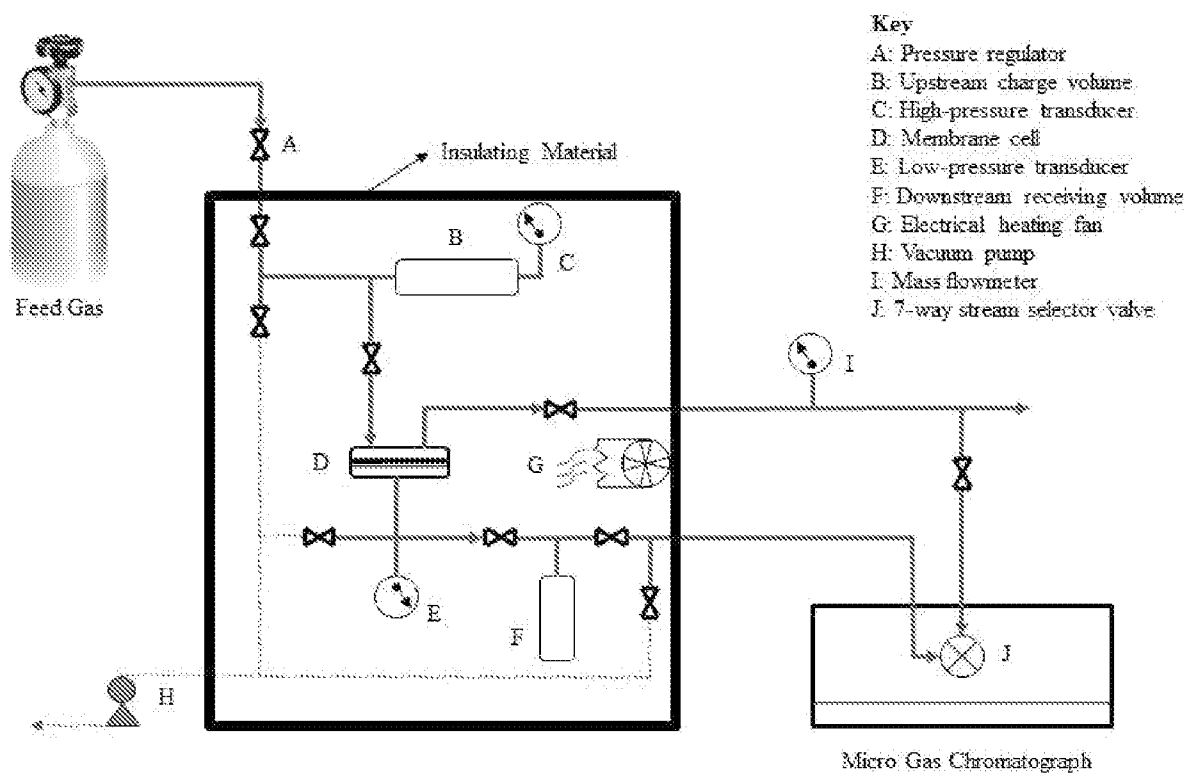 Key
A: Pressure regulator
B: Upstream charge volume
C: High-pressure transducer
D: Membrane cell
E: Low-pressure transducer
F: Downstream receiving volume
G: Electrical heating fan
H: Vacuum pump
I: Mass flowmeter
J: 7-way stream selector valve
A
Insulating Material
B
C
Feed Gas
I
D
G
E
F
J
H
Micro Gas Chromatograph